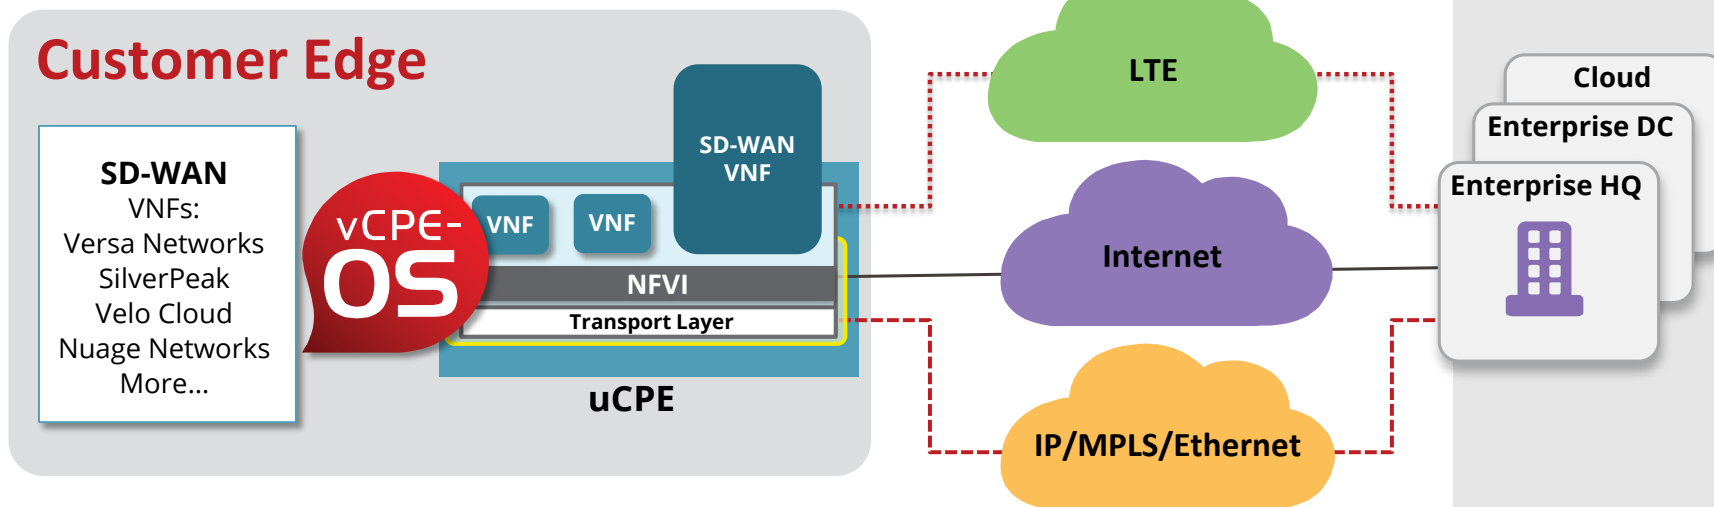 Customer Edge
SD-WAN
VNFs:
Versa Networks
SilverPeak
Velo Cloud
Nuage Networks
More...
vCPE-
OS
VNF
VNF
SD-WAN
VNF
NFVI
Transport Layer
uCPE
LTE
Internet
IP/MPLS/Ethernet
Cloud
Enterprise DC
Enterprise HQ